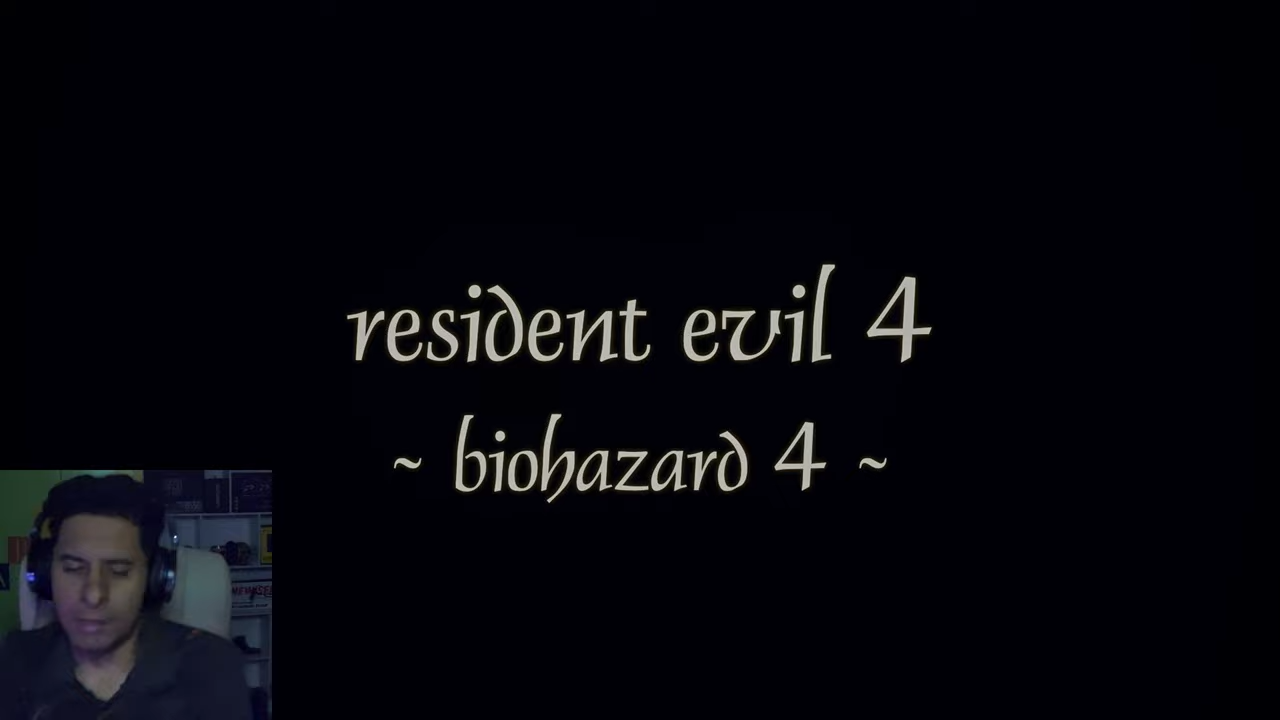 resident evil 4
~ biohazard 4 ~